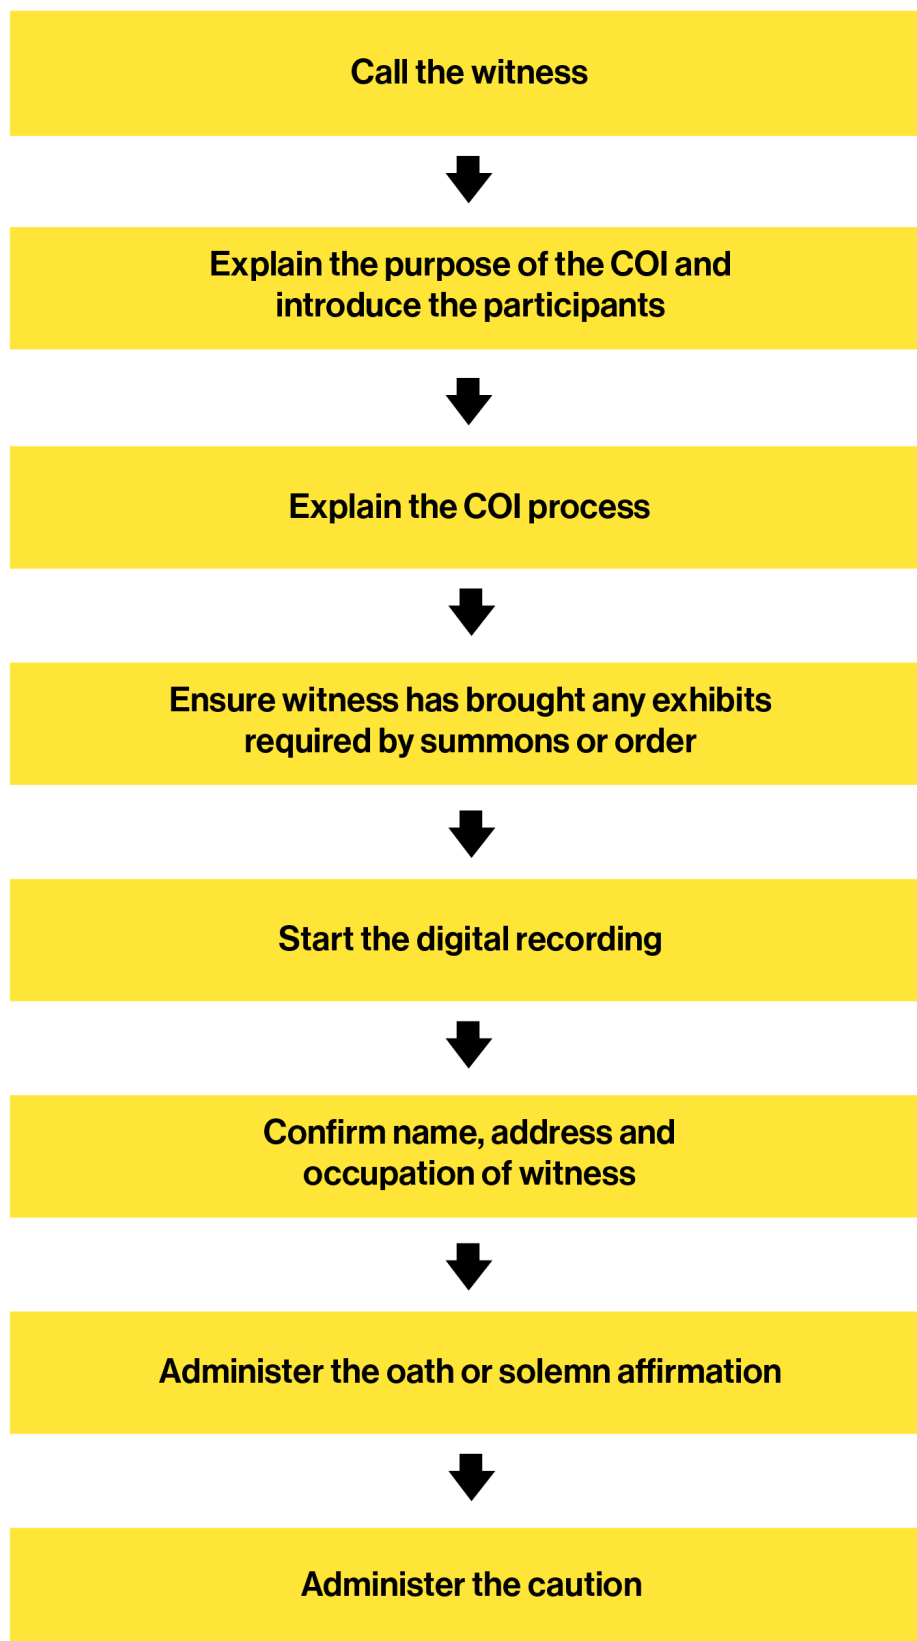 Call the witness
Explain the purpose of the COI and
introduce the participants
Explain the COI process
Ensure witness has brought any exhibits
required by summons or order
Start the digital recording
Confirm name, address and
occupation of witness
Administer the oath or solemn affirmation
Administer the caution